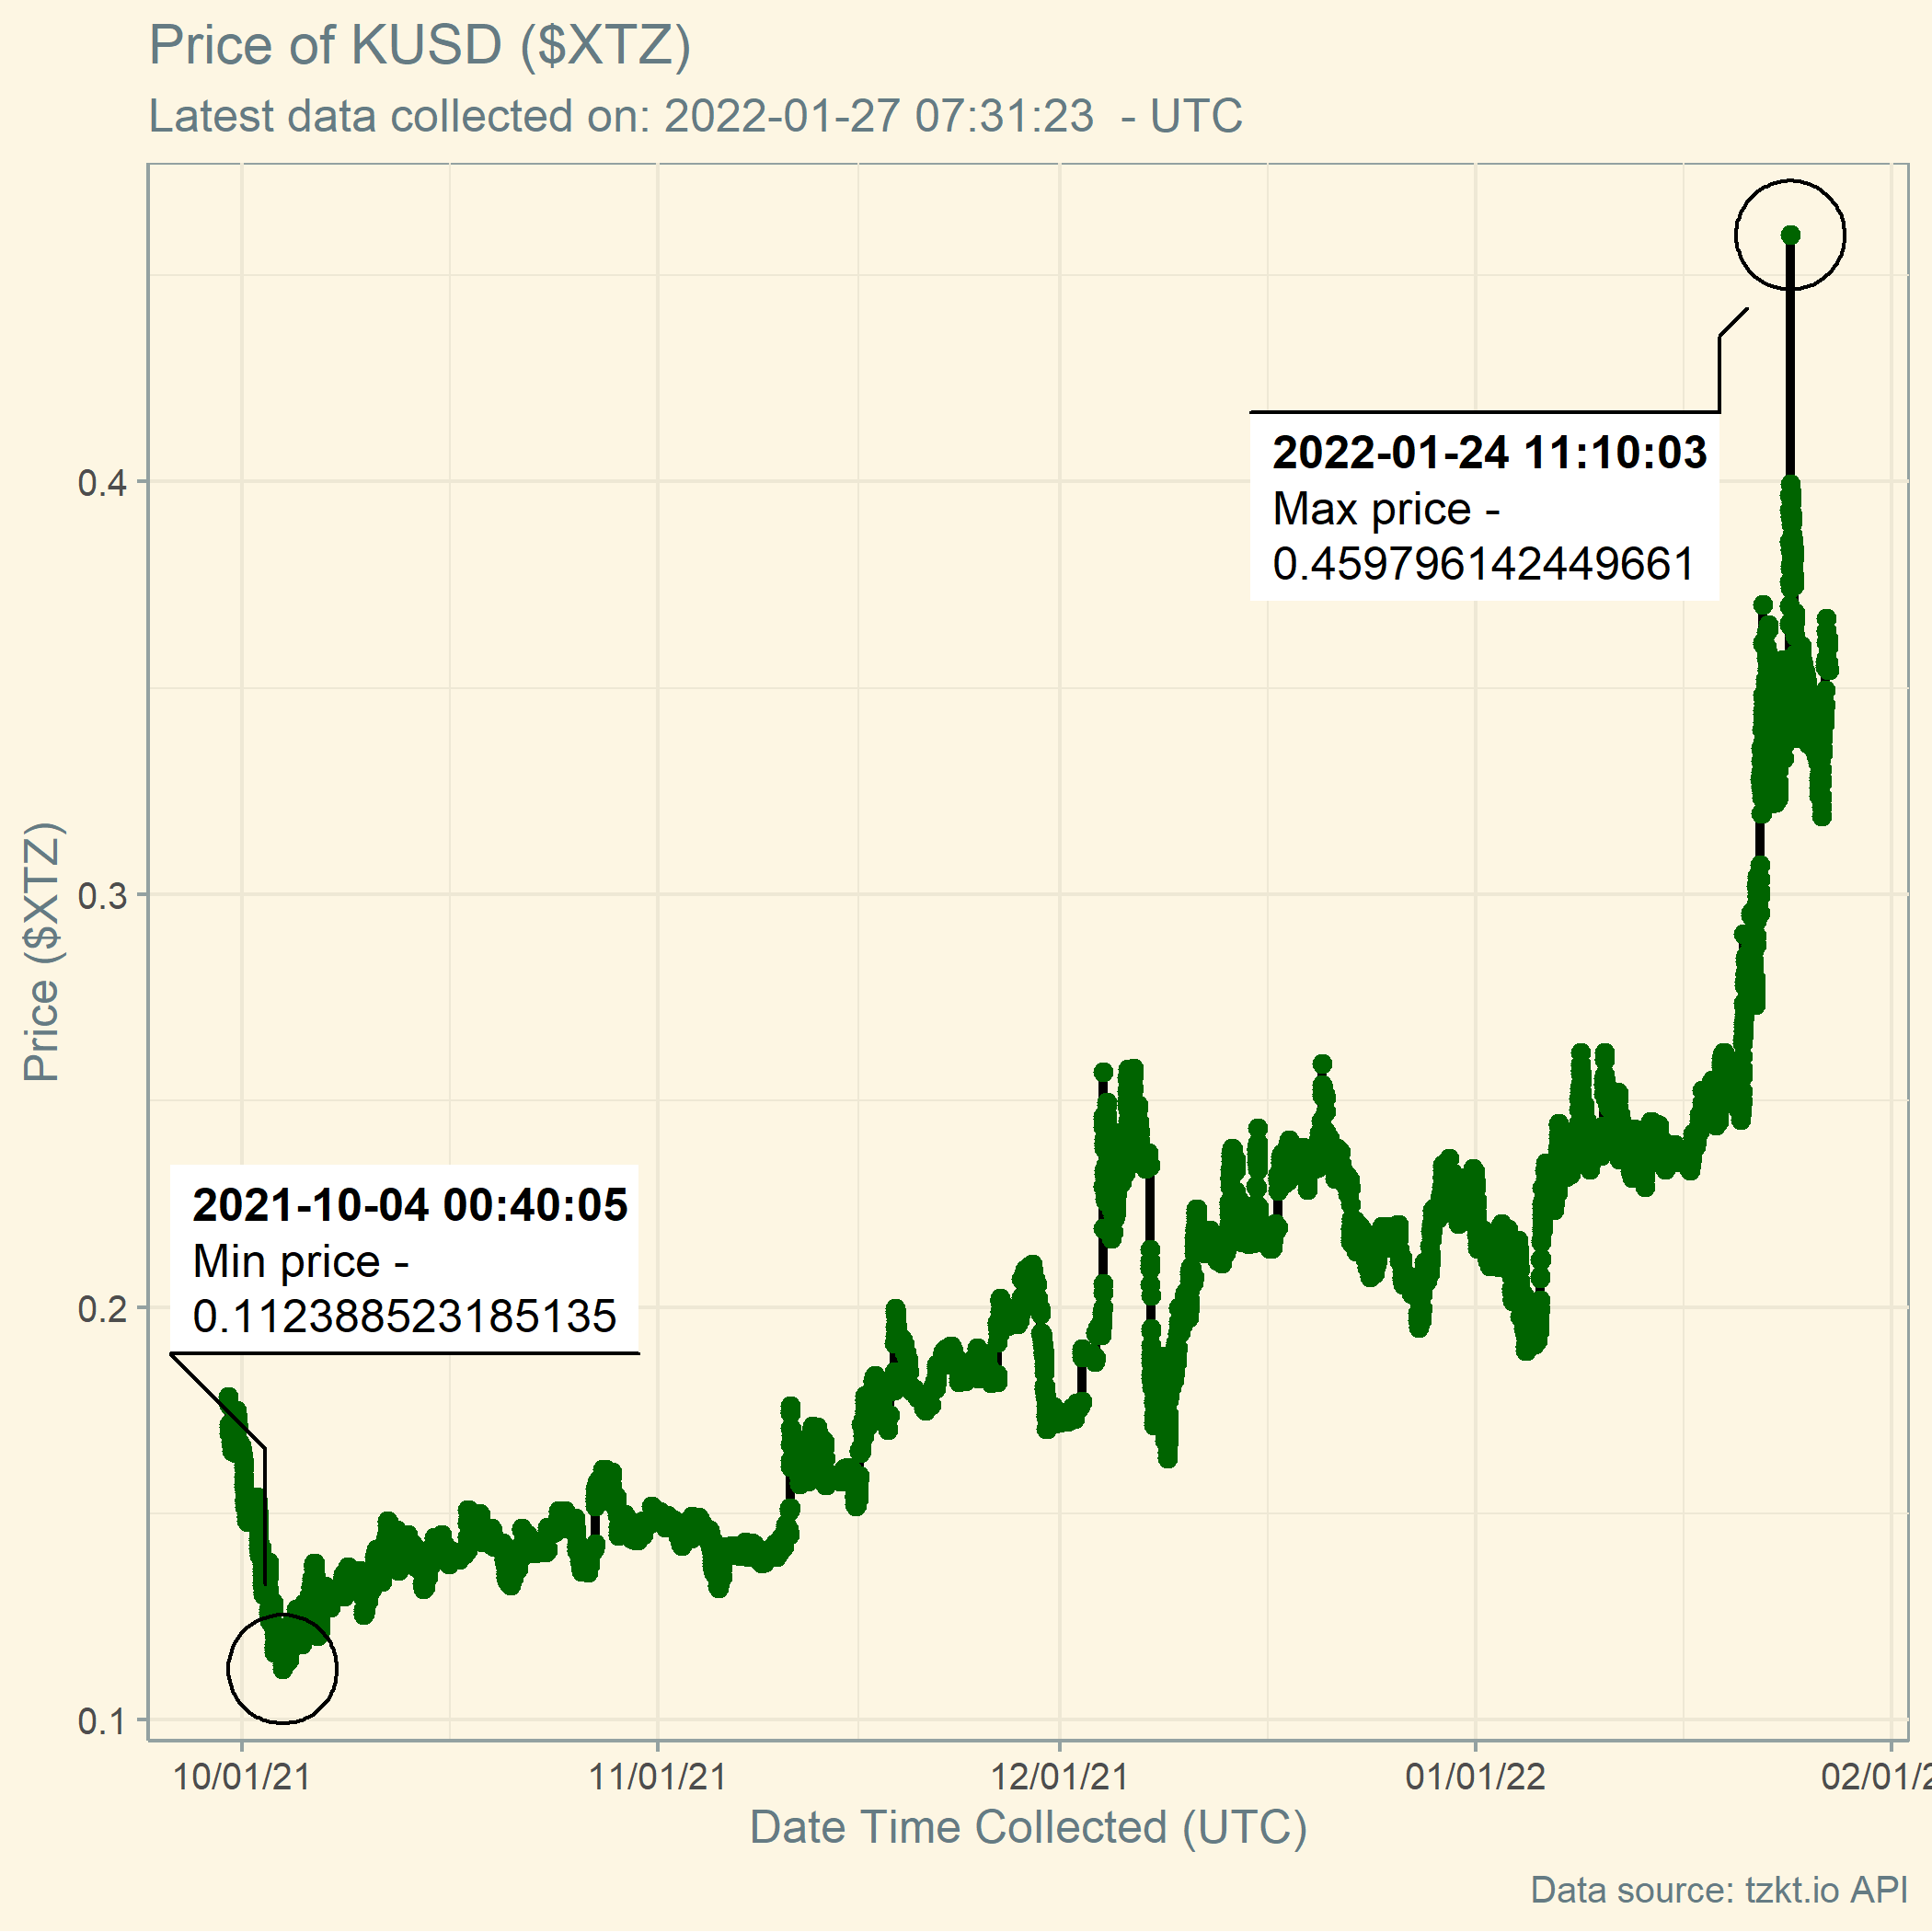 Price of KUSD ($XTZ)
Latest data collected on: 2022-01-27 07:31:23  - UTC
Price ($XTZ)
0.4
0.3
0.2
0.1
2022-01-24 11:10:03
Max price -
0.459796142449661
2021-10-04 00:40:05
Min price -
0.112388523185135
10/01/21
11/01/21
12/01/21
01/01/22
02/01/2
Date Time Collected (UTC)
Data source: tzkt.io API